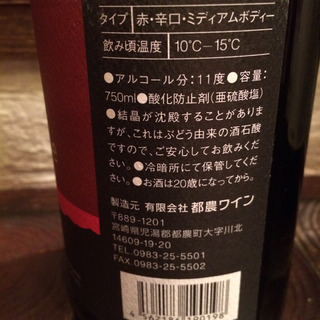 タイプ 赤・辛口・ミディアムボディー
飲み頃温度 10℃－15℃
●アルコール分：11度●容量：
750ml●酸化防止剤(亜硫酸塩)
●結晶が沈殿することがありま
すが、これはぶどう由来の酒石酸
ですので、ご安心してお飲みくだ
さい。●冷暗所にて保管してくだ
さい。●お酒は20歳になってから。
製造元 有限会社 都農ワイン
〒889-1201
宮崎県児湯郡都農町大字川北
14609-19・20
TEL.0983-25-5501
FAX.0983-25-5502